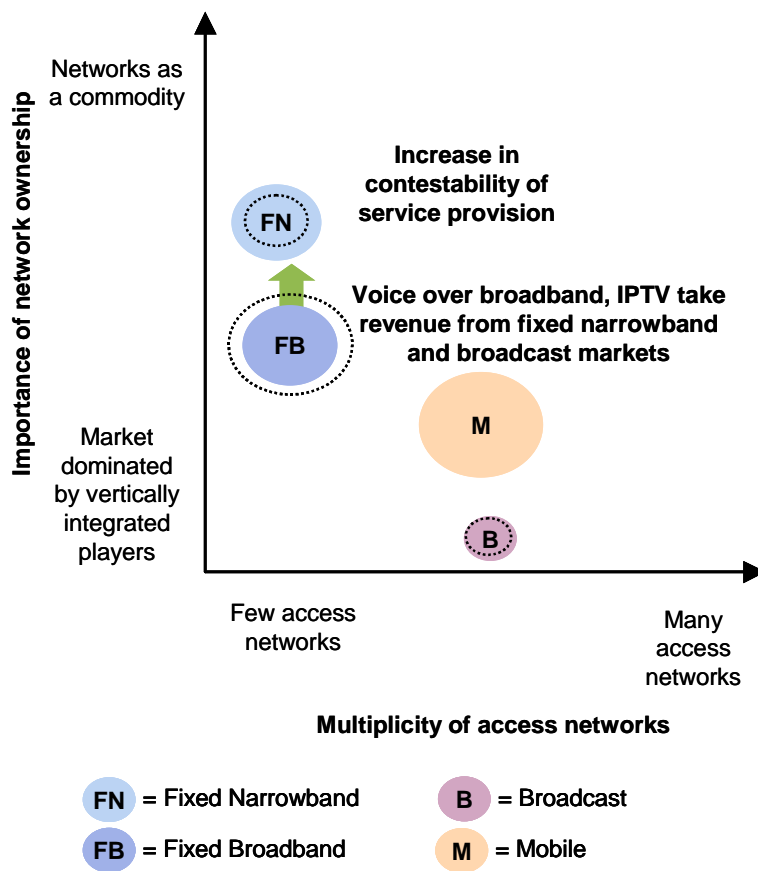 Importance of network ownership
Networks as
a commodity
Increase in
contestability of
service provision
FN
Voice over broadband, IPTV take
revenue from fixed narrowband
and broadcast markets
FB
M
Market
dominated
by vertically
integrated
players
B
Few access
networks
Many
access
networks
Multiplicity of access networks
FN = Fixed Narrowband
B = Broadcast
FB = Fixed Broadband
M = Mobile